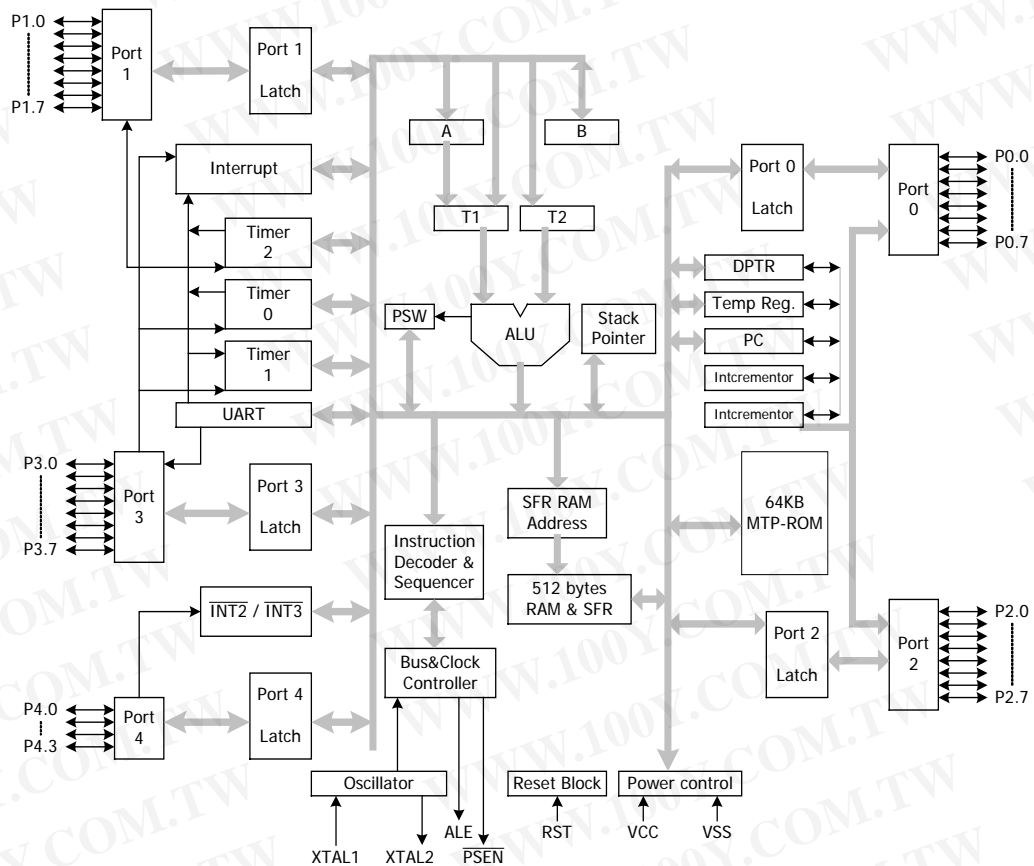 P1.0
P1.7
Port
1
Port 1
Latch
A
B
Interrupt
T1
T2
Port 0
Latch
Port
0
P0.0
P0.7
Timer
2
Timer
0
Timer
1
UART
PSW
ALU
Stack
Pointer
DPTR
Temp Reg.
PC
Intcrementor
Intcrementor
P3.0
P3.7
Port
3
Port 3
Latch
Instruction
Decoder &
Sequencer
SFR RAM
Address
512 bytes
RAM & SFR
64KB
MTP-ROM
INT2 / INT3
Bus&Clock
Controller
Port 2
Latch
Port
2
P2.0
P2.7
P4.0
P4.3
Port
4
Port 4
Latch
Oscillator
Reset Block
Power control
XTAL1
XTAL2
ALE
PSEN
RST
VCC
VSS
WWW.100Y.COM.TW